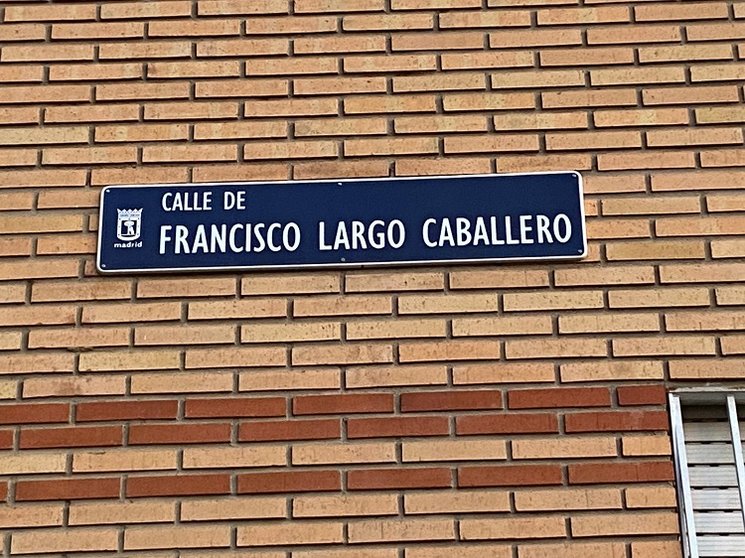 CALLE DE
FRANCISCO LARGO CABALLERO
madrid